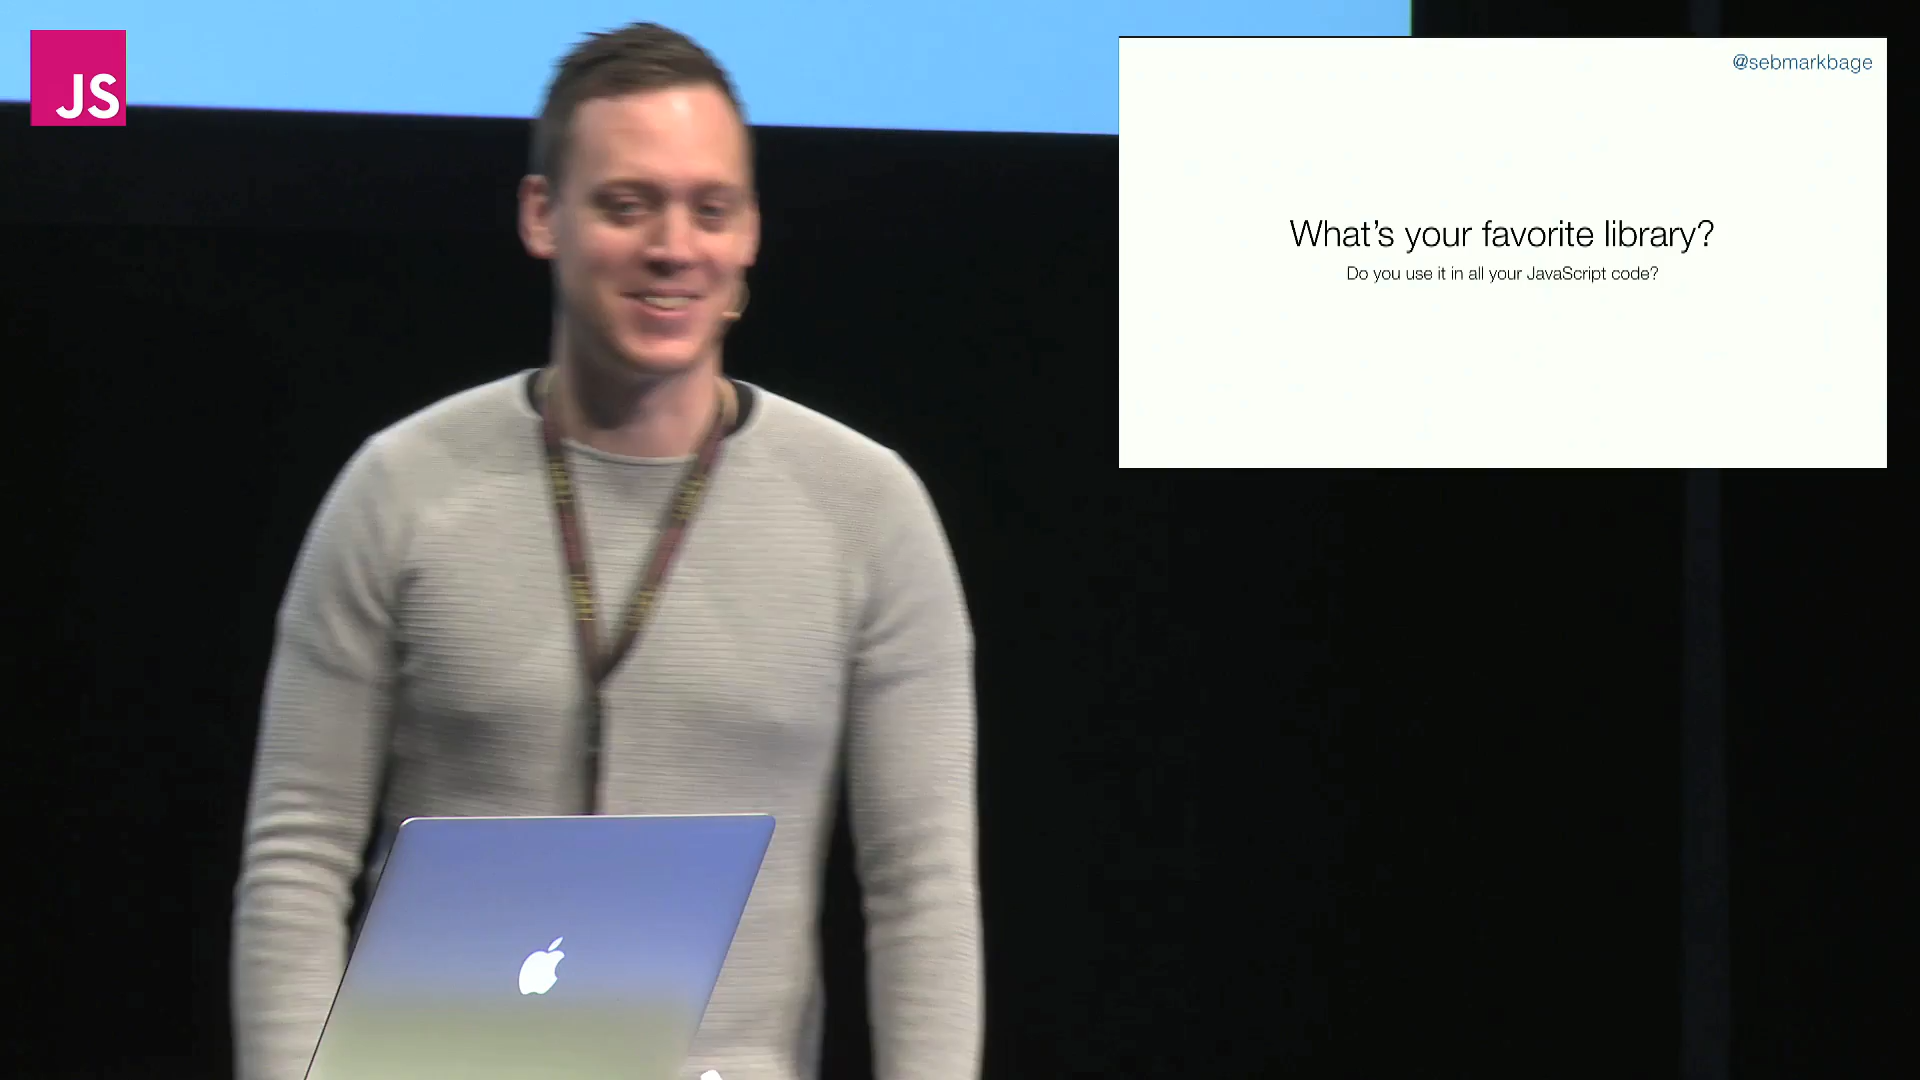 JS
@sebmarkbage
What's your favorite library?
Do you use it in all your JavaScript code?